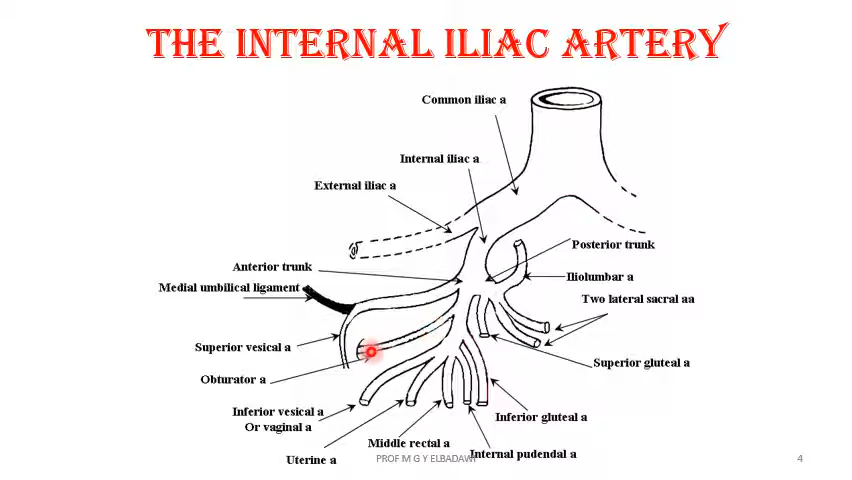 THE INTERNAL ILIAC ARTERY
Common iliac a
Internal iliac a
External iliac a
Posterior trunk
Anterior trunk
Iliolumbar a
Medial umbilical ligament
Two lateral sacral aa
Superior vesical a
Superior gluteal a
Obturator a
Inferior vesical a
Or vaginal a
Inferior gluteal a
Middle rectal a
Uterine a
Internal pudendal a
PROF M G Y ELBADAWY
4